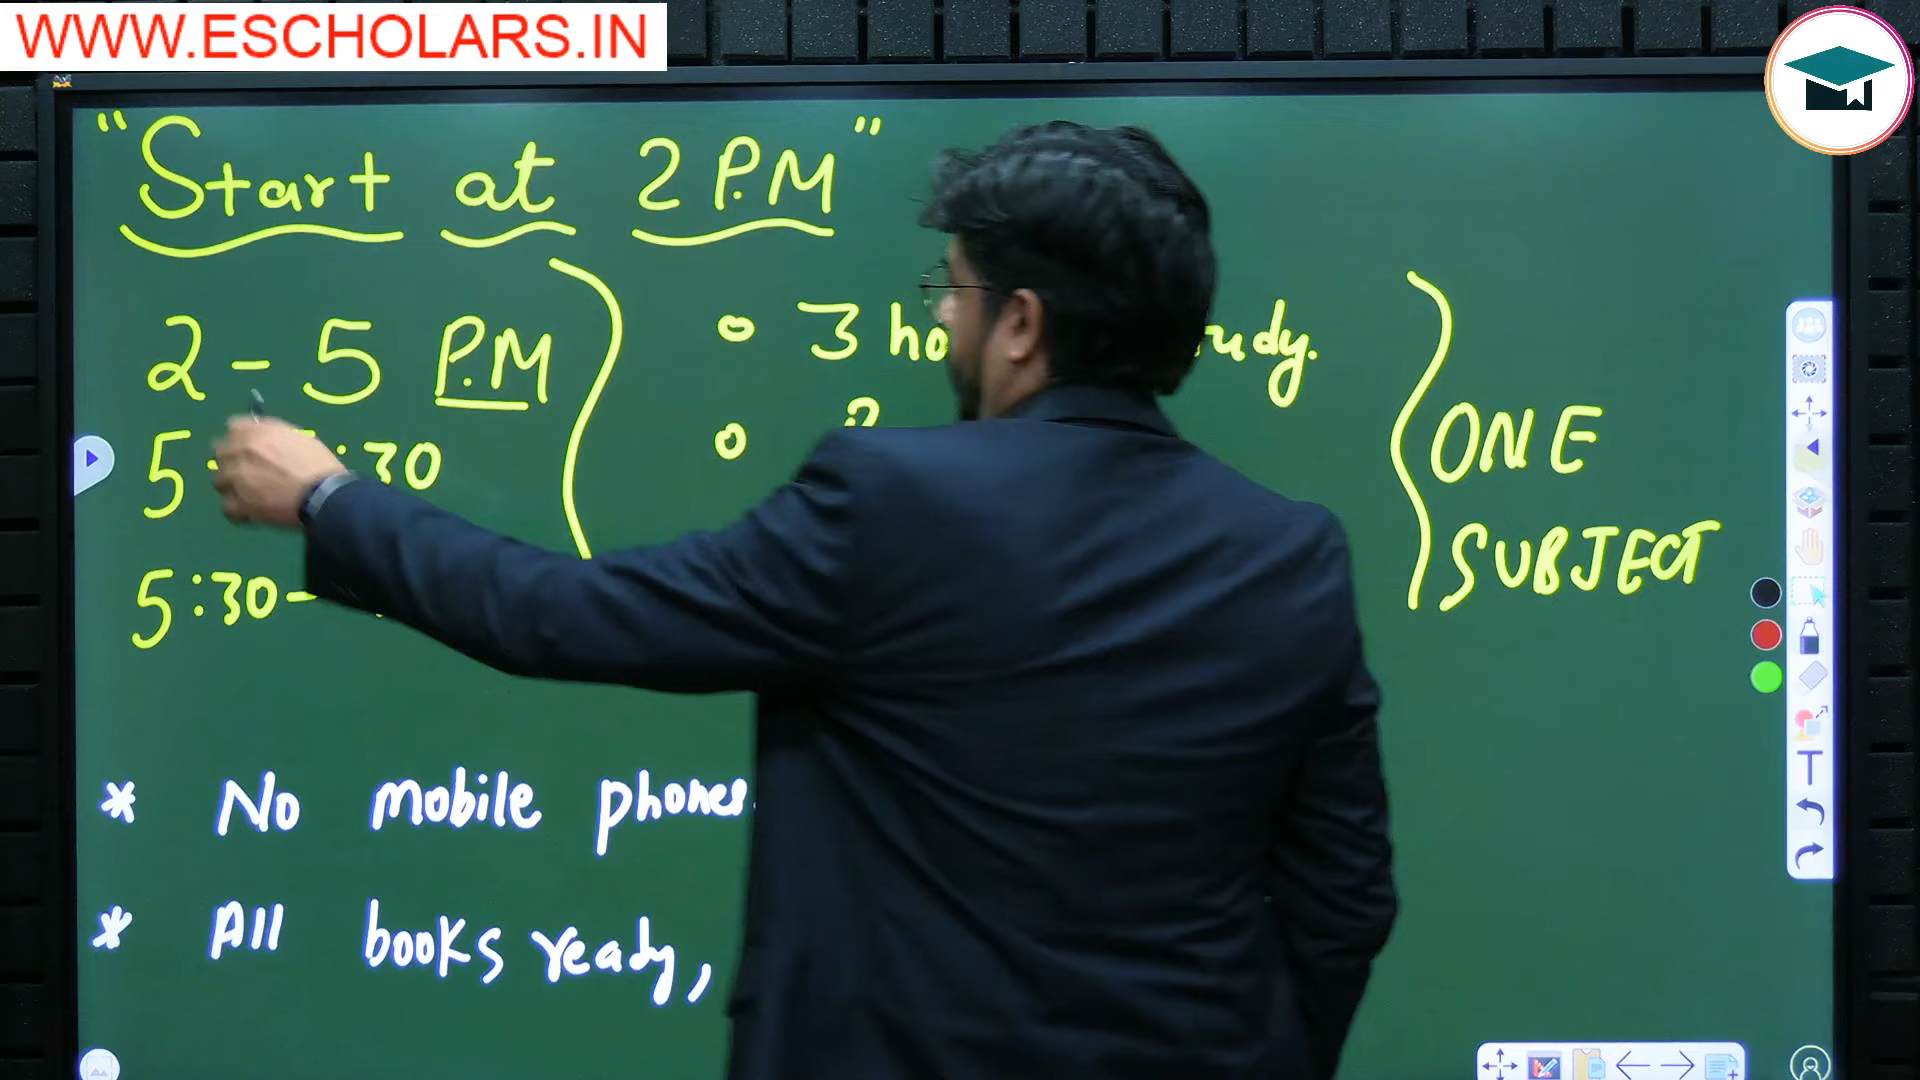 WWW.ESCHOLARS.IN
"Start at 2 P.M"
2 - 5 P.M
5 :30
5:30-
o 3 study.
o
ONE
SUBJECT
* No mobile phones.
* All books ready,
T